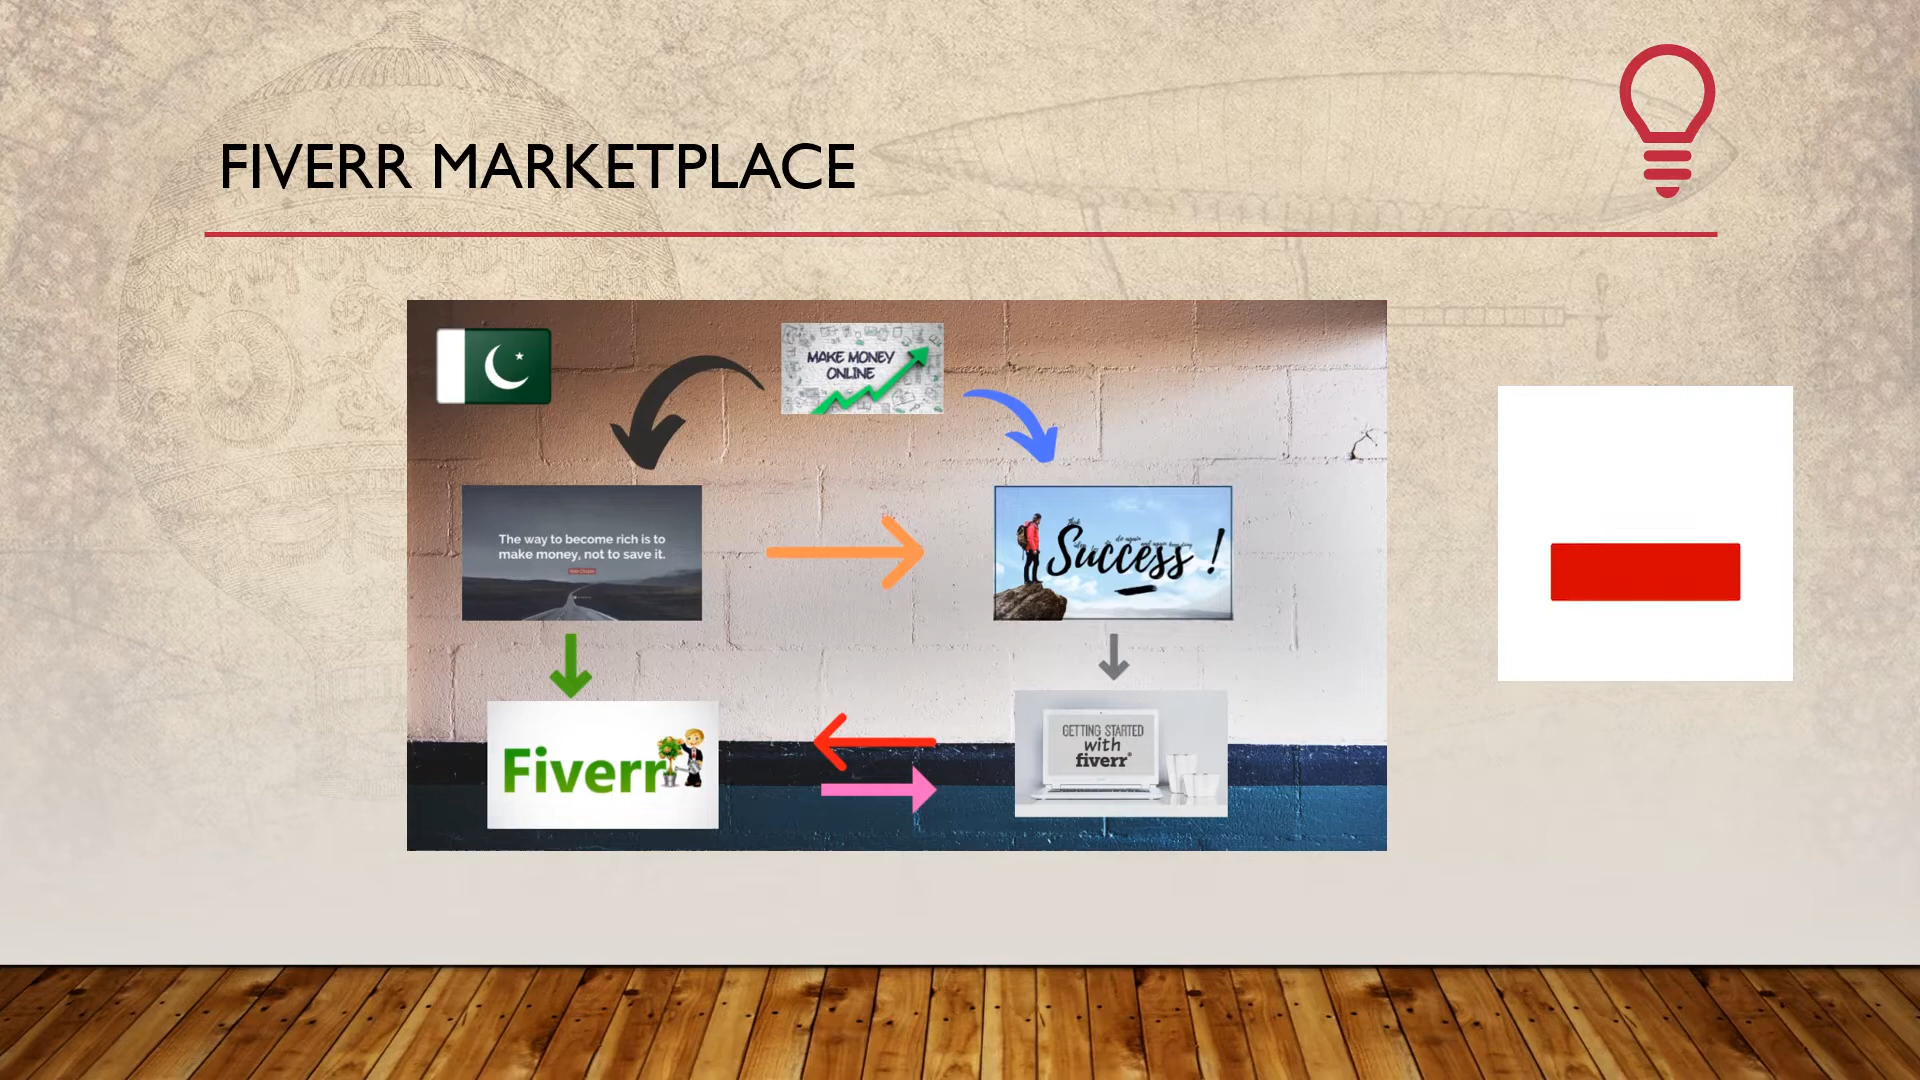 FIVERR MARKETPLACE
MAKE MONEY
ONLINE
The way to become rich is to
make money, not to save it.
Success !
Fiverr
GETTING STARTED
with
fiverr®